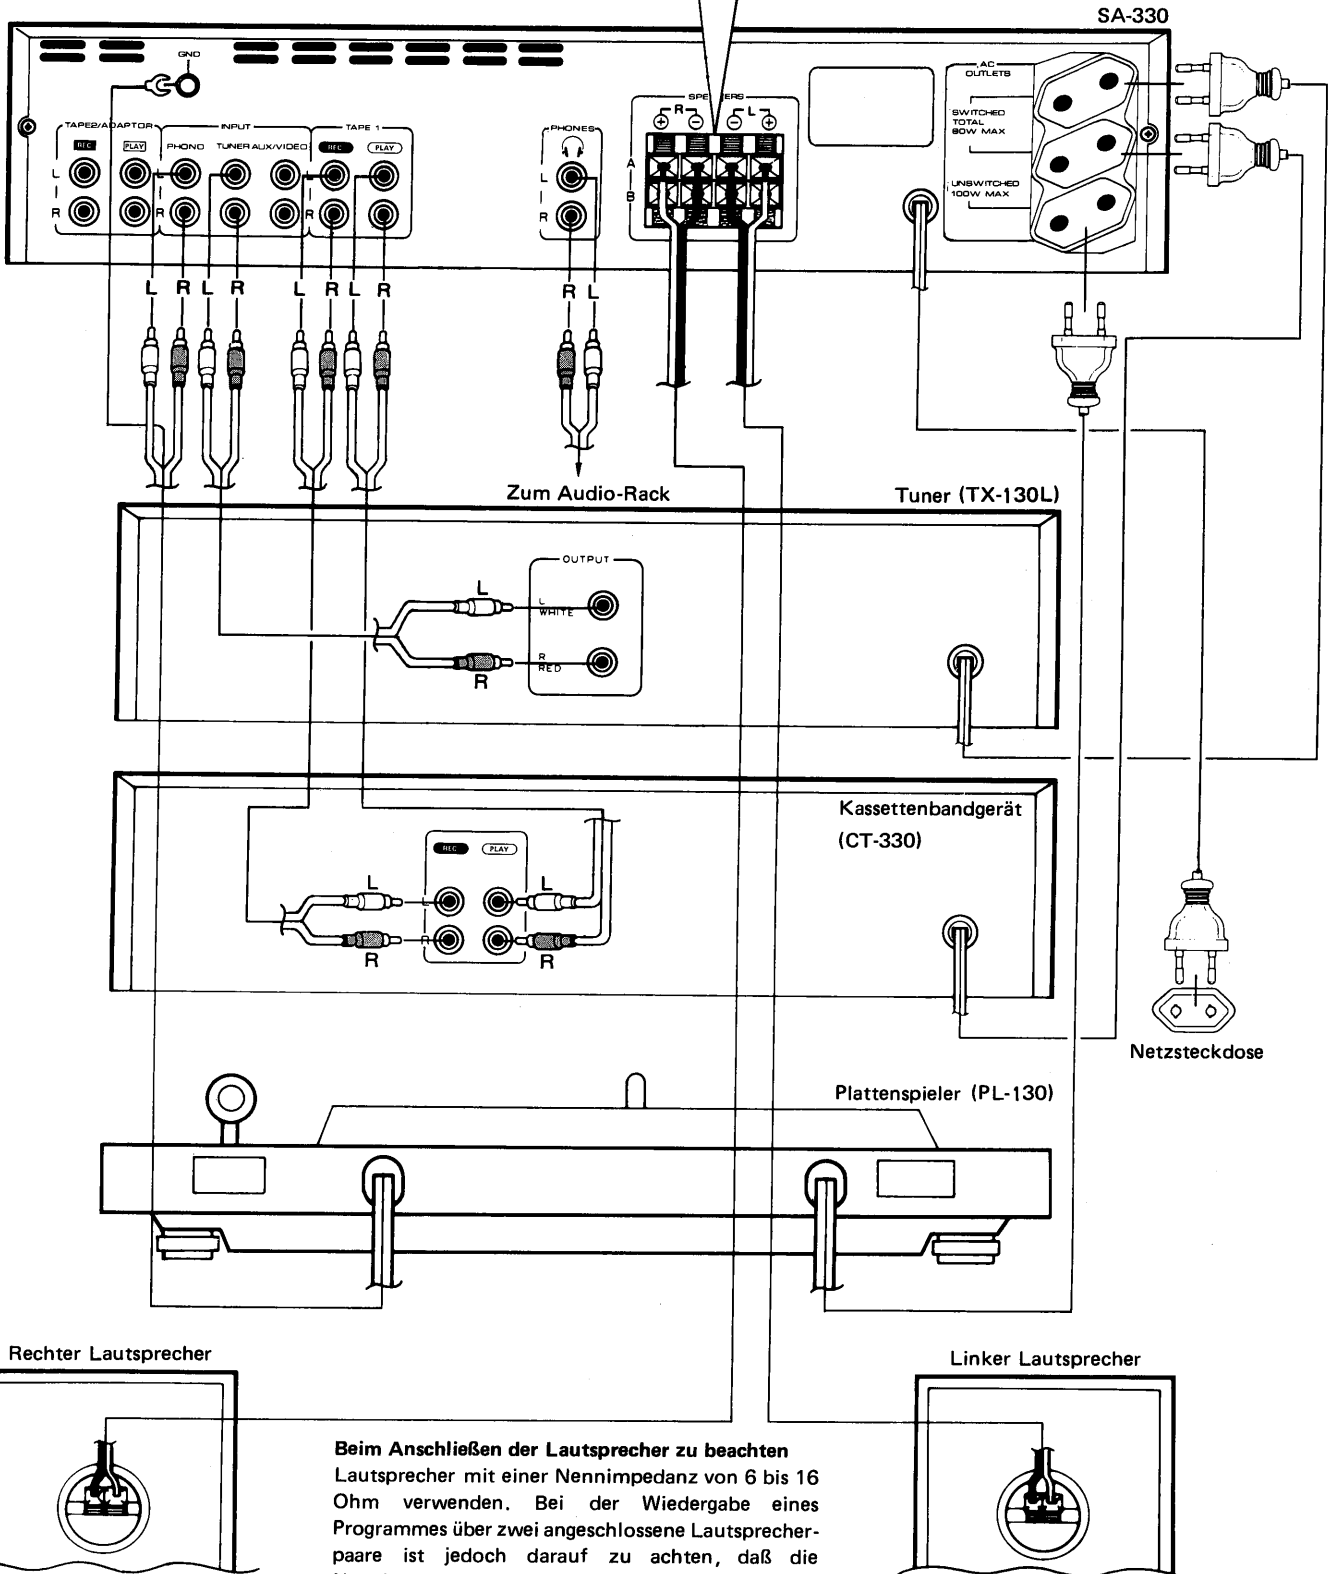 SA-330
GND
AC
OUTLETS
SWITCHED
TOTAL
80W MAX
UNSWITCHED
100W MAX
TAPE2/ADAPTOR
INPUT
TAPE 1
REC
PLAY
PHONO
TUNER
AUX/VIDEO
REC
PLAY
L
R
L
R
L
R
PHONES
L
R
SPEAKERS
⊕ R ⊖
⊖ L ⊕
A
B
L R L R
L R L R
R L
Zum Audio-Rack
Tuner (TX-130L)
OUTPUT
L
WHITE
R
RED
L
R
Kassettenbandgerät
(CT-330)
REC
PLAY
L
R
L
L
R
R
Netzsteckdose
Plattenspieler (PL-130)
Rechter Lautsprecher
Linker Lautsprecher
Beim Anschließen der Lautsprecher zu beachten
Lautsprecher mit einer Nennimpedanz von 6 bis 16
Ohm verwenden. Bei der Wiedergabe eines
Programmes über zwei angeschlossene Lautsprecher-
paare ist jedoch darauf zu achten, daß die